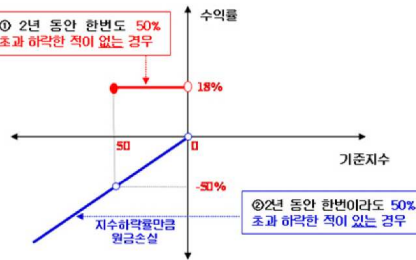 ① 2년 동안 한번도 50%
초과 하락한 적이 없는 경우
수익률
18%
50
0
기준지수
-50%
지수하락률만큼
원금손실
②2년 동안 한번이라도 50%
초과 하락한 적이 있는 경우